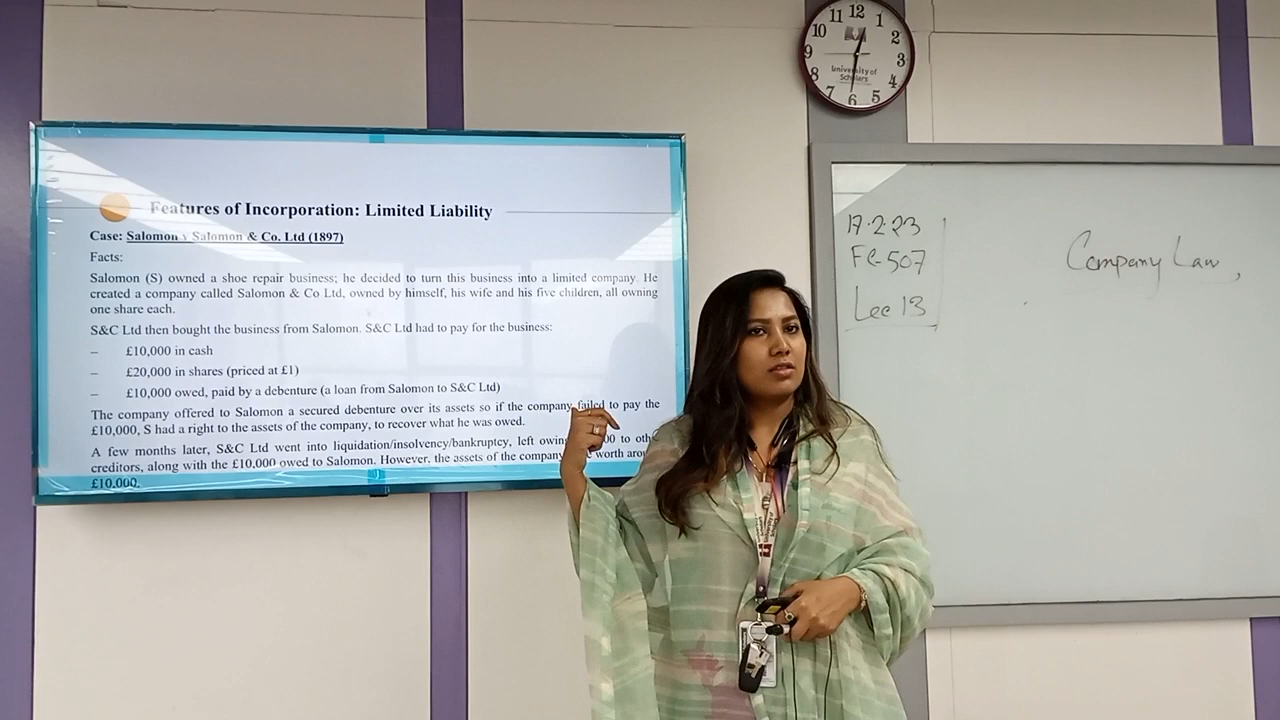 Features of Incorporation: Limited Liability
Case: Salomon v Salomon & Co. Ltd (1897)
Facts:
Salomon (S) owned a shoe repair business; he decided to turn this business into a limited company. He
created a company called Salomon & Co Ltd, owned by himself, his wife and his five children, all owning
one share each.
S&C Ltd then bought the business from Salomon. S&C Ltd had to pay for the business:
– £10,000 in cash
– £20,000 in shares (priced at £1)
– £10,000 owed, paid by a debenture (a loan from Salomon to S&C Ltd)
The company offered to Salomon a secured debenture over its assets so if the company failed to pay the
£10,000, S had a right to the assets of the company, to recover what he was owed.
A few months later, S&C Ltd went into liquidation/insolvency/bankruptcy, left owing to
creditors, along with the £10,000 owed to Salomon. However, the assets of the company worth
£10,000.
12 1 2 3 4 5 6 7 8 9 10 11
University of
Scholars
17.2.23
FC-507
Lec 13
Company Law,